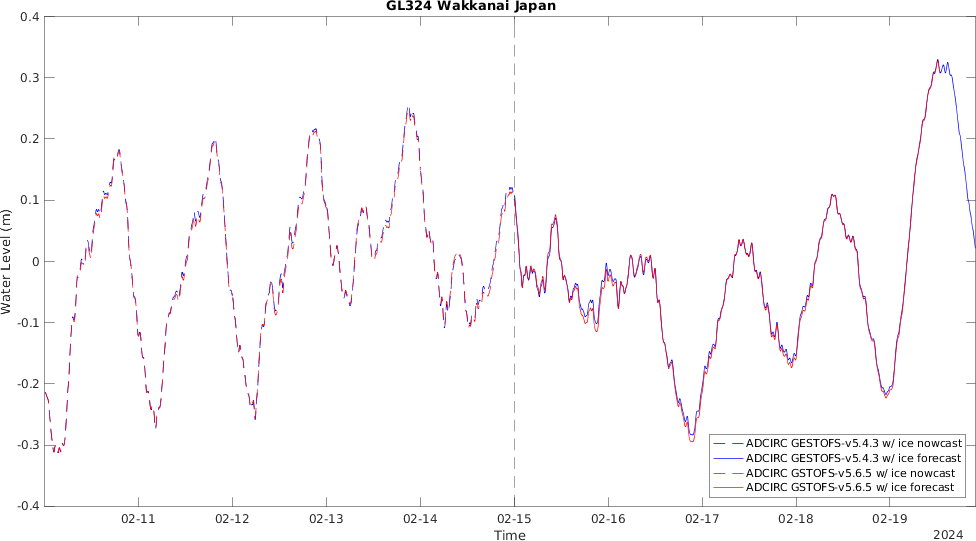 GL324 Wakkanai Japan
0.4
0.3
0.2
0.1
0
-0.1
-0.2
-0.3
-0.4
Water Level (m)
ADCIRC GESTOFS-v5.4.3 w/ ice nowcast
ADCIRC GESTOFS-v5.4.3 w/ ice forecast
ADCIRC GSTOFS-v5.6.5 w/ ice nowcast
ADCIRC GSTOFS-v5.6.5 w/ ice forecast
02-11 02-12 02-13 02-14 02-15 02-16 02-17 02-18 02-19
Time
2024